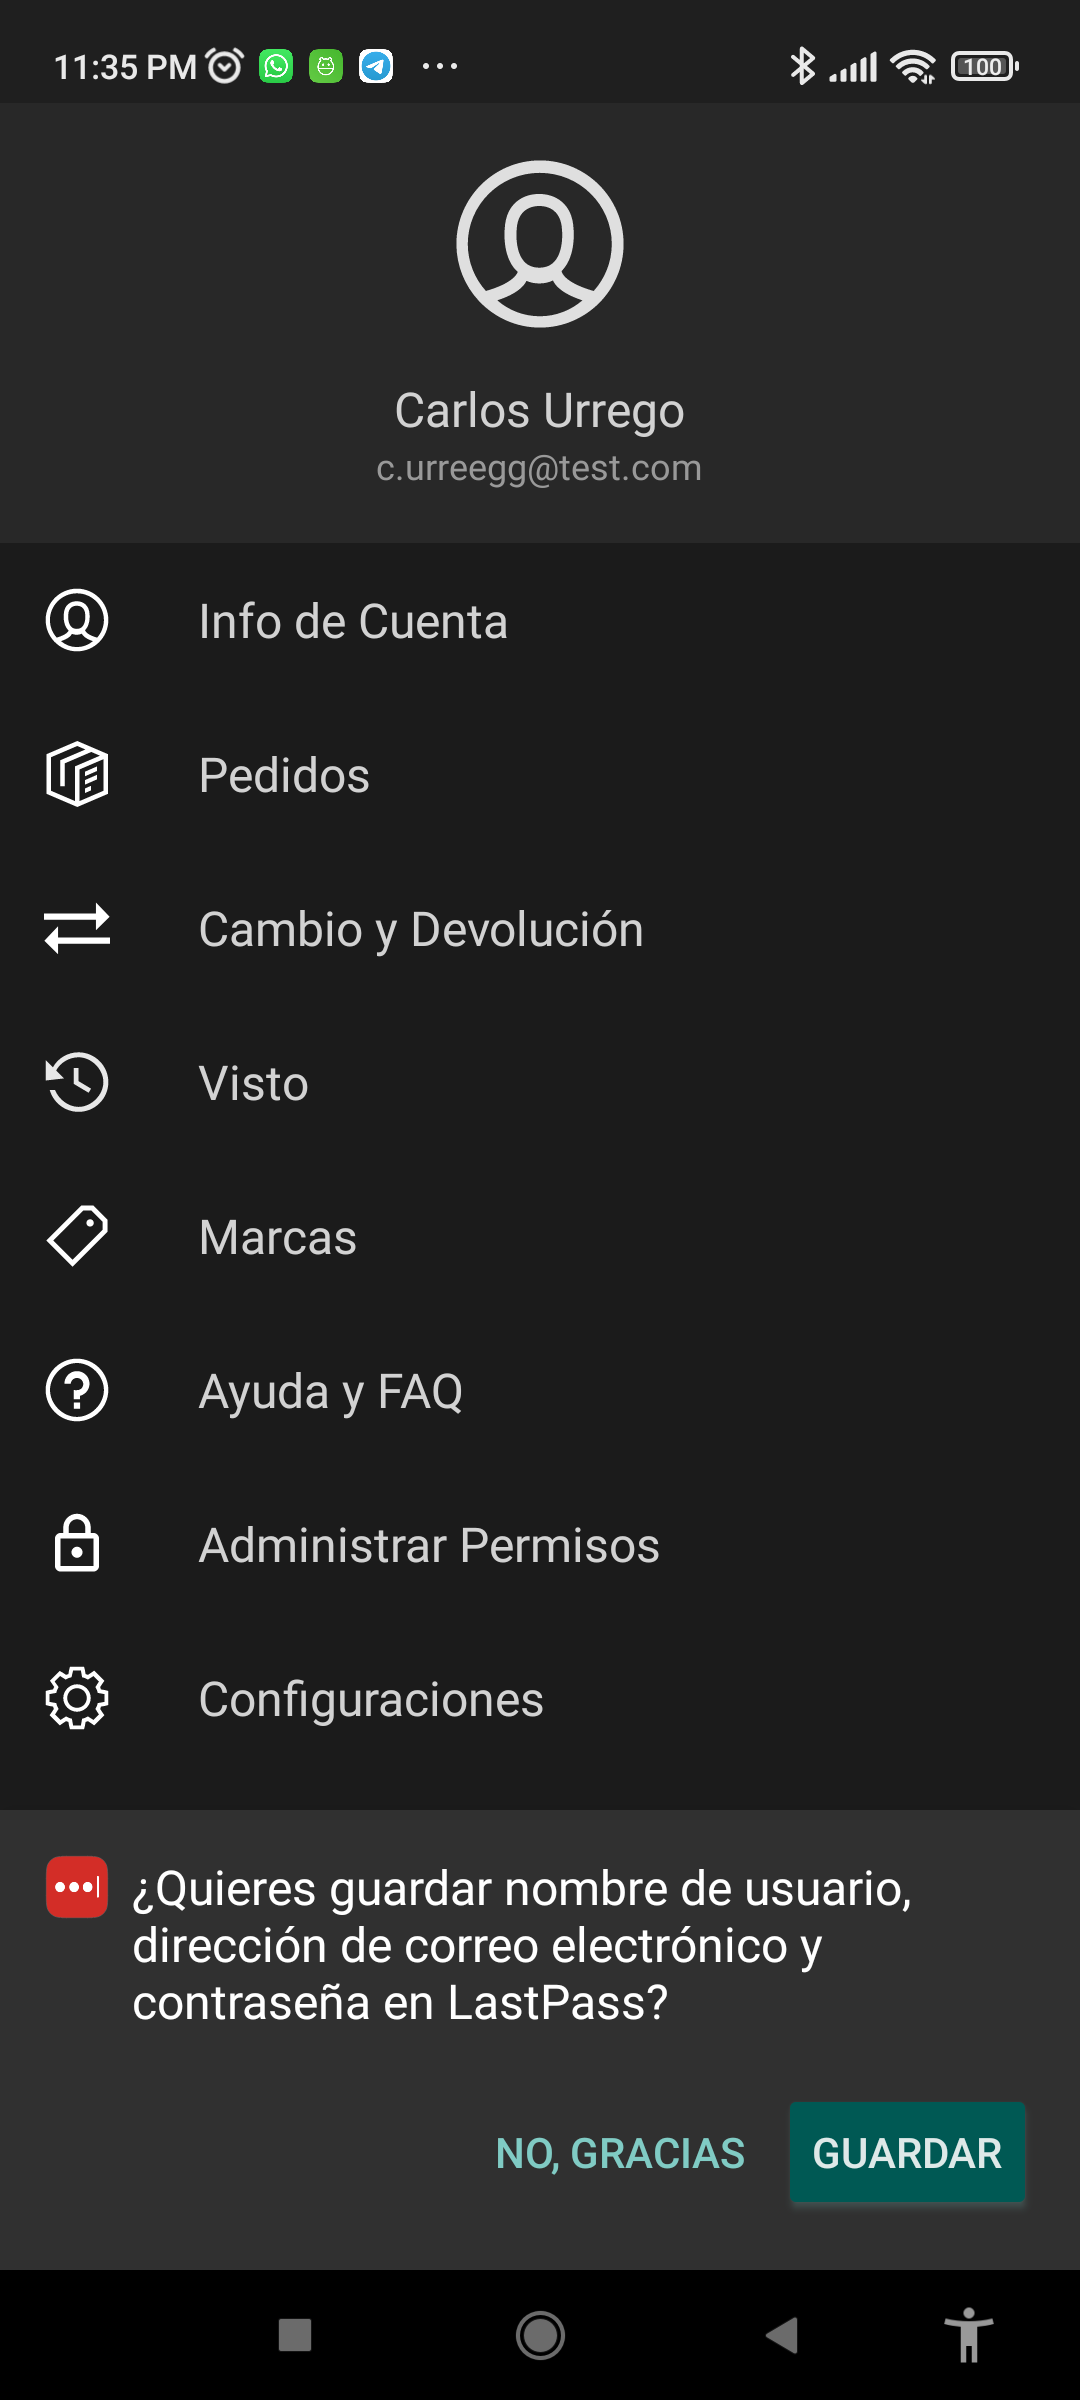 11:35 PM
100
Carlos Urrego
c.urreegg@test.com
Info de Cuenta
Pedidos
Cambio y Devolución
Visto
Marcas
Ayuda y FAQ
Administrar Permisos
Configuraciones
¿Quieres guardar nombre de usuario,
dirección de correo electrónico y
contraseña en LastPass?
NO, GRACIAS GUARDAR